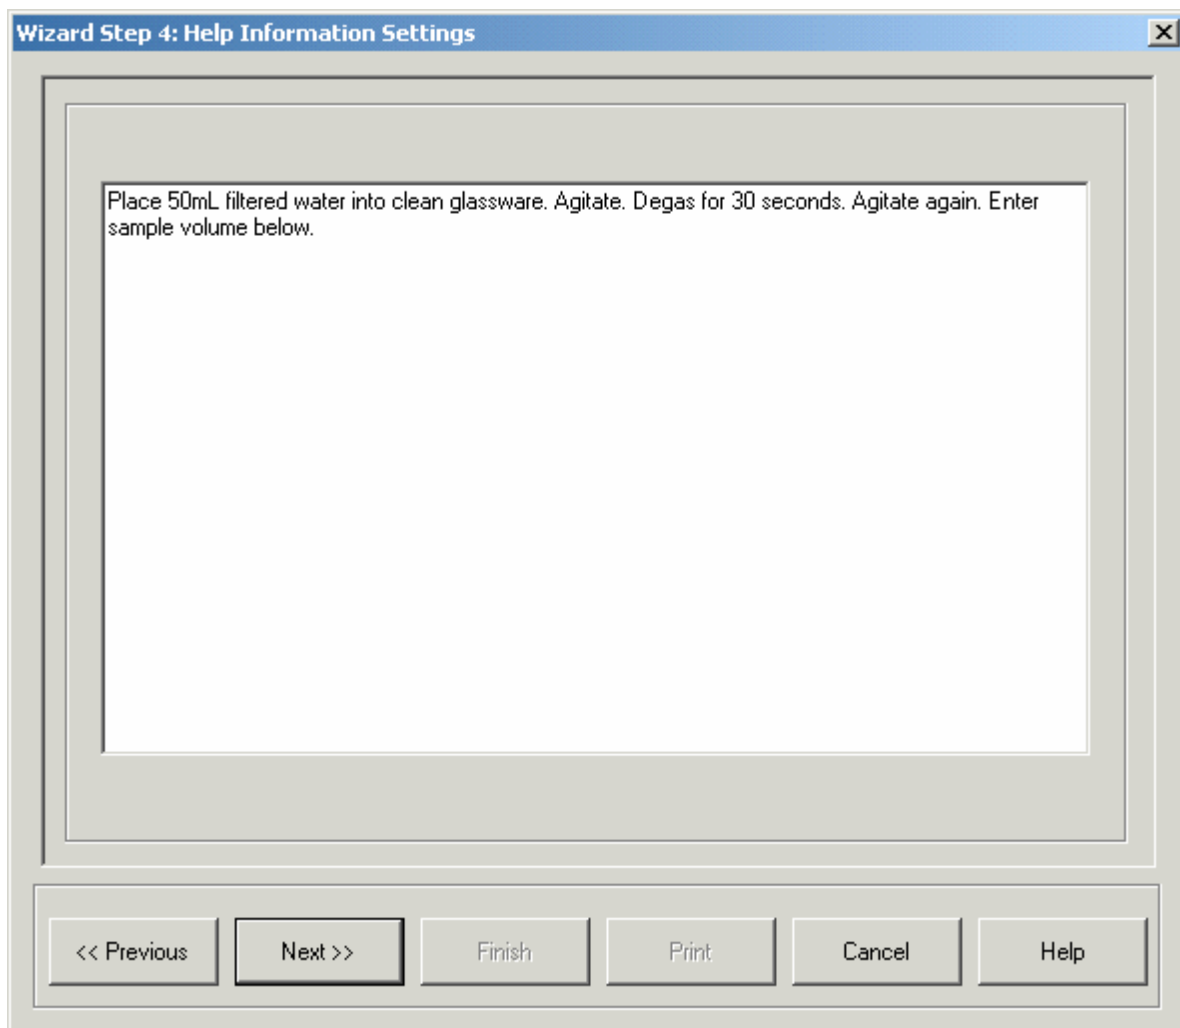 Wizard Step 4: Help Information Settings
Place 50mL filtered water into clean glassware. Agitate. Degas for 30 seconds. Agitate again. Enter
sample volume below.
<< Previous
Next >>
Finish
Print
Cancel
Help